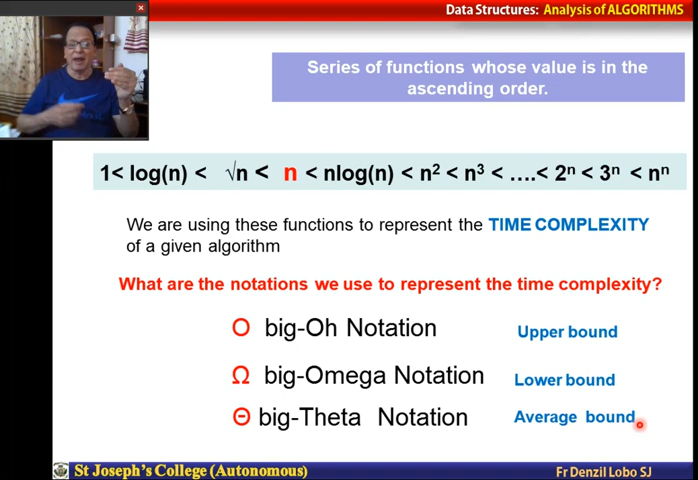 Data Structures: Analysis of ALGORITHMS
Series of functions whose value is in the
ascending order.
1< log(n) < √n < n < nlog(n) < n² < n³ < ….< 2ⁿ < 3ⁿ < nⁿ
We are using these functions to represent the TIME COMPLEXITY
of a given algorithm
What are the notations we use to represent the time complexity?
O big-Oh Notation Upper bound
Ω big-Omega Notation Lower bound
Θ big-Theta Notation Average bound
St Joseph's College (Autonomous) Fr Denzil Lobo SJ